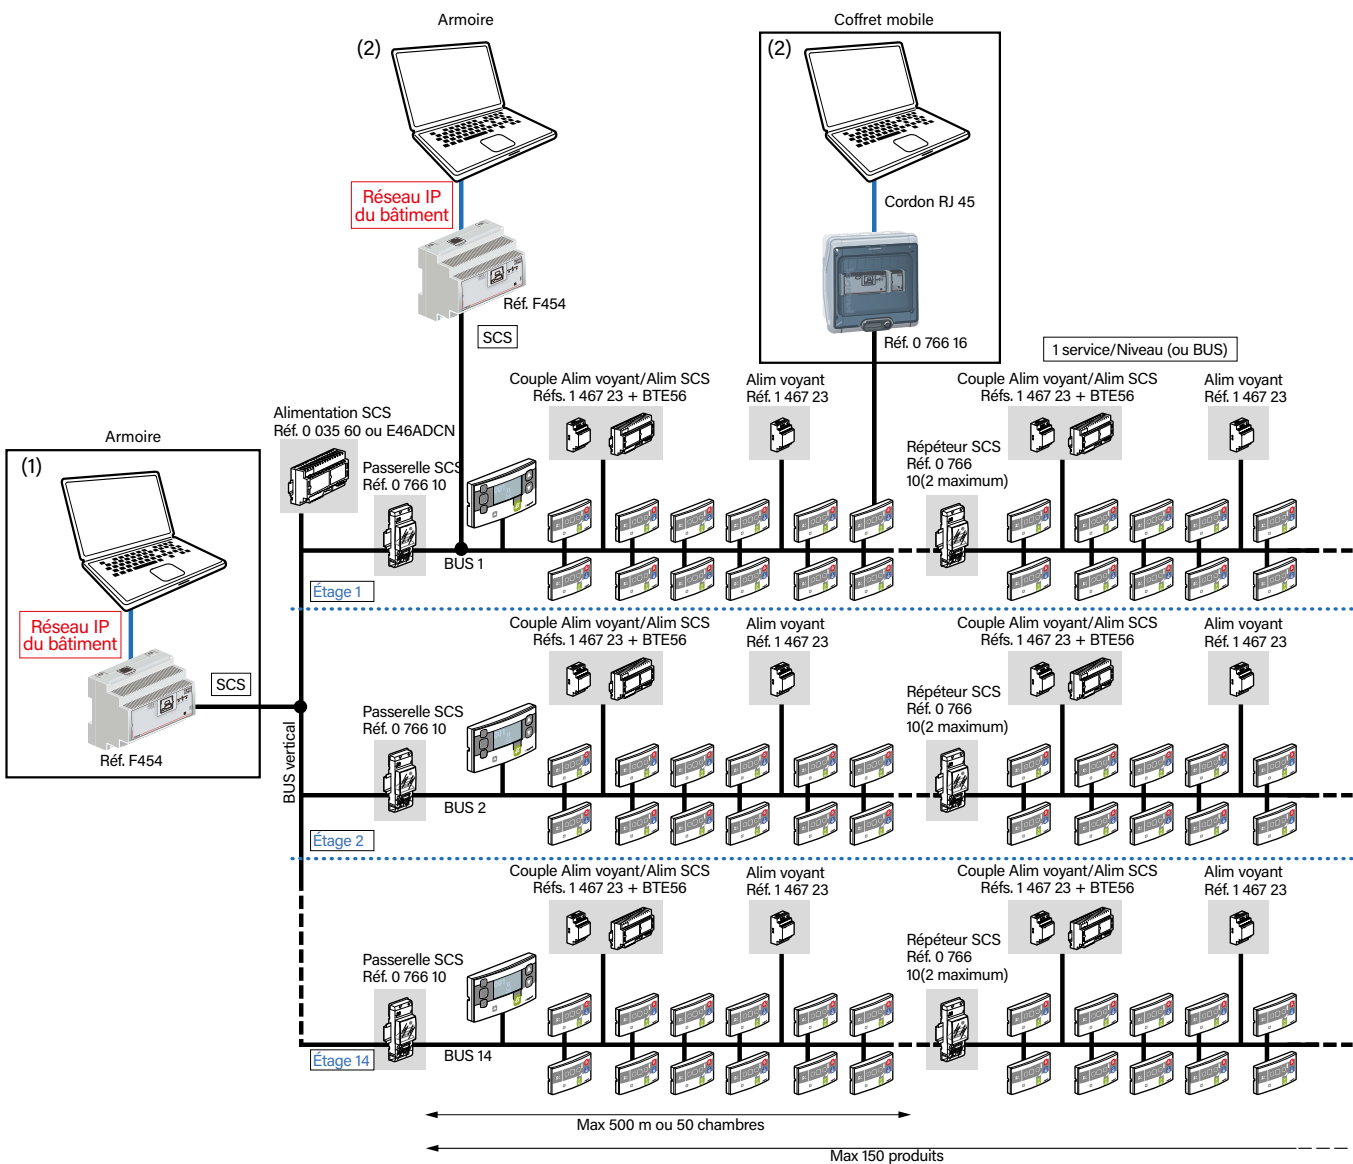 Armoire
(2)
Réseau IP
du bâtiment
Réf. F454
SCS
Coffret mobile
(2)
Cordon RJ 45
Réf. 0 766 16
1 service/Niveau (ou BUS)
Armoire
(1)
Réseau IP
du bâtiment
SCS
Réf. F454
BUS vertical
Alimentation SCS
Réf. 0 035 60 ou E46ADCN
Passerelle SCS
Réf. 0 766 10
BUS 1
Couple Alim voyant/Alim SCS
Réfs. 1 467 23 + BTE56
Alim voyant
Réf. 1 467 23
Répéteur SCS
Réf. 0 766
10(2 maximum)
Couple Alim voyant/Alim SCS
Réfs. 1 467 23 + BTE56
Alim voyant
Réf. 1 467 23
Étage 1
Passerelle SCS
Réf. 0 766 10
BUS 2
Couple Alim voyant/Alim SCS
Réfs. 1 467 23 + BTE56
Alim voyant
Réf. 1 467 23
Répéteur SCS
Réf. 0 766
10(2 maximum)
Couple Alim voyant/Alim SCS
Réfs. 1 467 23 + BTE56
Alim voyant
Réf. 1 467 23
Étage 2
Passerelle SCS
Réf. 0 766 10
BUS 14
Couple Alim voyant/Alim SCS
Réfs. 1 467 23 + BTE56
Alim voyant
Réf. 1 467 23
Répéteur SCS
Réf. 0 766
10(2 maximum)
Couple Alim voyant/Alim SCS
Réfs. 1 467 23 + BTE56
Alim voyant
Réf. 1 467 23
Étage 14
Max 500 m ou 50 chambres
Max 150 produits